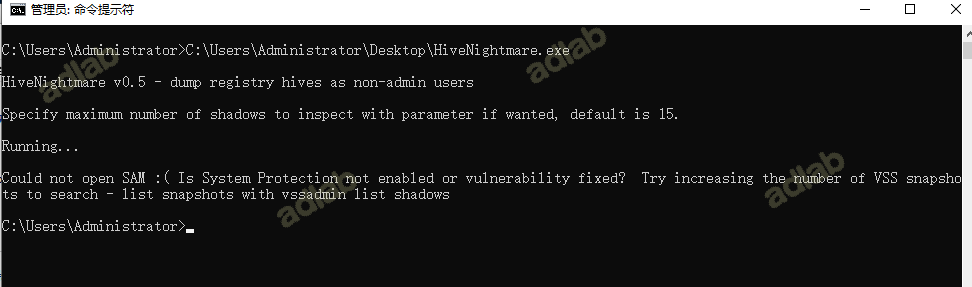 管理员: 命令提示符
C:\Users\Administrator>C:\Users\Administrator\Desktop\HiveNightmare.exe
HiveNightmare v0.5 - dump registry hives as non-admin users
Specify maximum number of shadows to inspect with parameter if wanted, default is 15.
Running...
Could not open SAM :( Is System Protection not enabled or vulnerability fixed?  Try increasing the number of VSS snapsho
ts to search - list snapshots with vssadmin list shadows
C:\Users\Administrator>
adlab
adlab
adlab
adlab